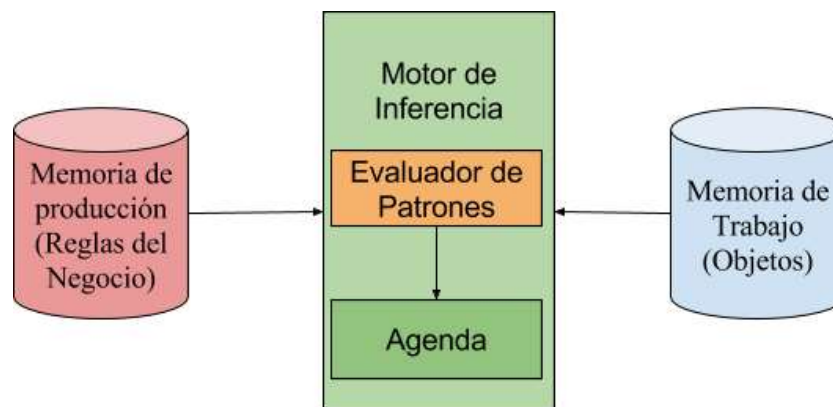 Motor de
Inferencia
Memoria de
producción
(Reglas del
Negocio)
Evaluador de
Patrones
Memoria de
Trabajo
(Objetos)
Agenda